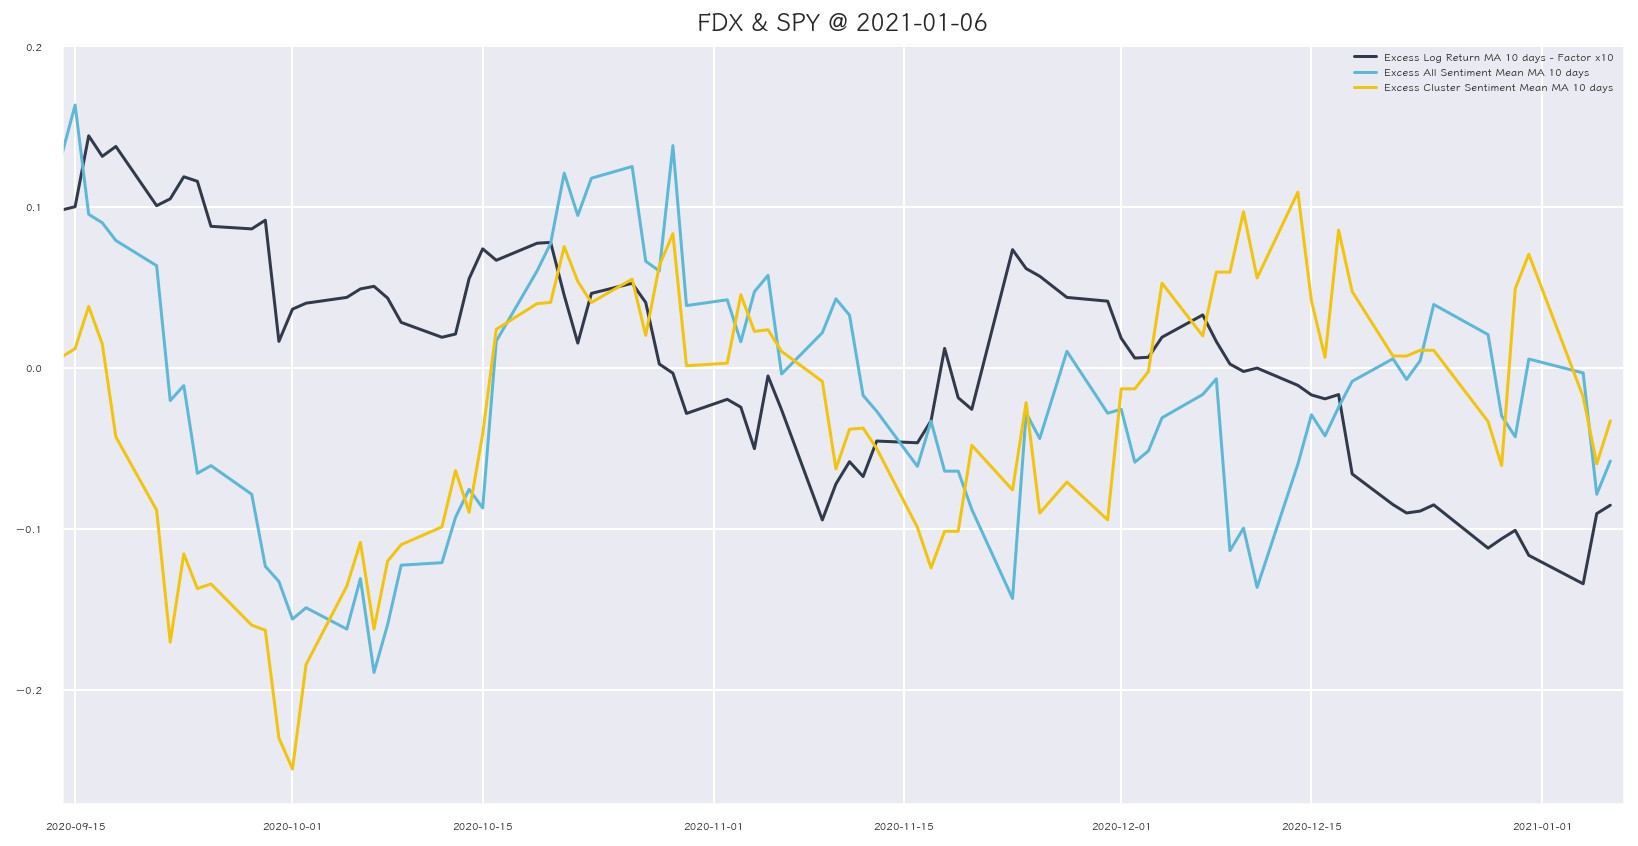 FDX & SPY @ 2021-01-06
0.2
0.1
0.0
−0.1
−0.2
Excess Log Return MA 10 days - Factor x10
Excess All Sentiment Mean MA 10 days
Excess Cluster Sentiment Mean MA 10 days
2020-09-15 2020-10-01 2020-10-15 2020-11-01 2020-11-15 2020-12-01 2020-12-15 2021-01-01